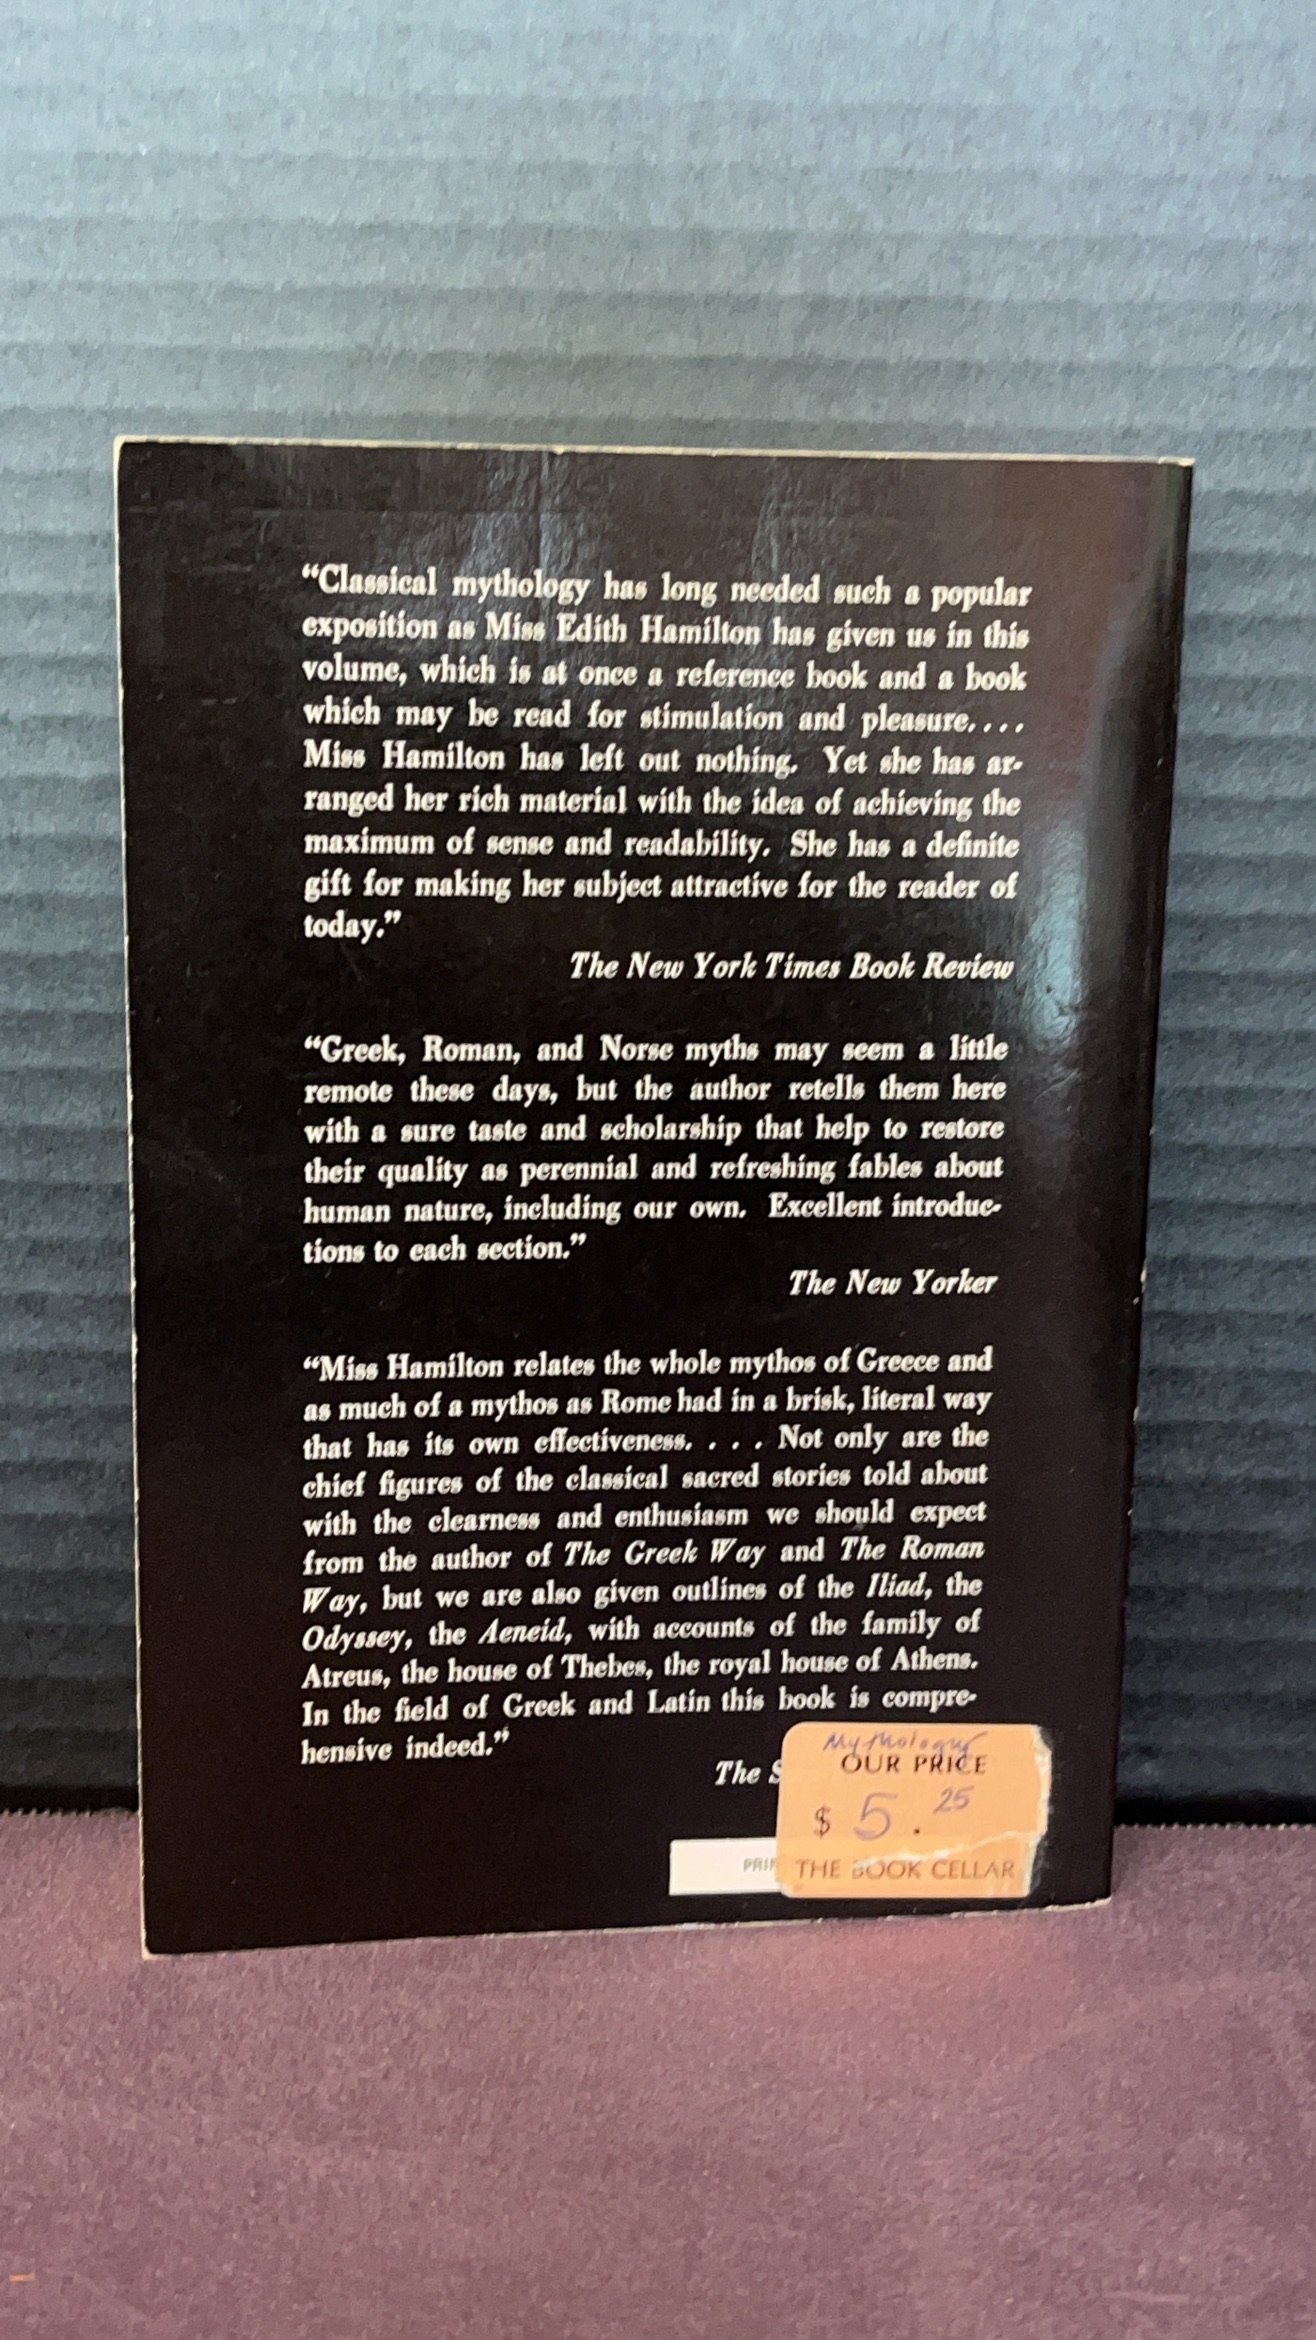 “Classical mythology has long needed such a popular
exposition as Miss Edith Hamilton has given us in this
volume, which is at once a reference book and a book
which may be read for stimulation and pleasure....
Miss Hamilton has left out nothing. Yet she has ar-
ranged her rich material with the idea of achieving the
maximum of sense and readability. She has a definite
gift for making her subject attractive for the reader of
today.”
The New York Times Book Review
“Greek, Roman, and Norse myths may seem a little
remote these days, but the author retells them here
with a sure taste and scholarship that help to restore
their quality as perennial and refreshing fables about
human nature, including our own. Excellent introduc-
tions to each section.”
The New Yorker
“Miss Hamilton relates the whole mythos of Greece and
as much of a mythos as Rome had in a brisk, literal way
that has its own effectiveness. . . . Not only are the
chief figures of the classical sacred stories told about
with the clearness and enthusiasm we should expect
from the author of The Greek Way and The Roman
Way, but we are also given outlines of the Iliad, the
Odyssey, the Aeneid, with accounts of the family of
Atreus, the house of Thebes, the royal house of Athens.
In the field of Greek and Latin this book is compre-
hensive indeed.”
The
Mythology
OUR PRICE
$ 5.25
THE BOOK CELLAR